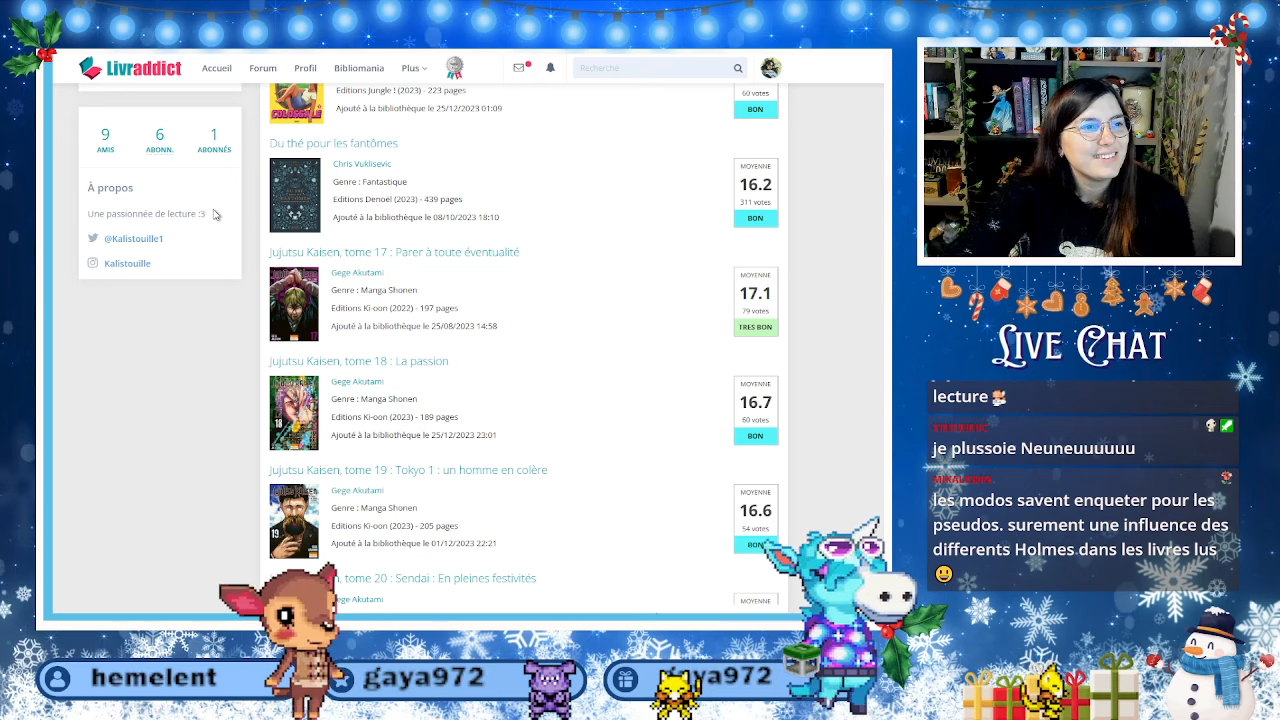 Livraddict
Accueil
Forum
Profil
Bibliomania
Plus
Recherche
9
6
1
AMIS
ABONN.
ABONNÉS
À propos
Une passionnée de lecture :3
@Kalistouille1
Kalistouille
COLOSSALE
Editions Jungle ! (2023) - 223 pages
Ajouté à la bibliothèque le 25/12/2023 01:09
60 votes
BON
Du thé pour les fantômes
Chris Vuklisevic
Genre : Fantastique
Editions Denoël (2023) - 439 pages
Ajouté à la bibliothèque le 08/10/2023 18:10
MOYENNE
16.2
311 votes
BON
Jujutsu Kaisen, tome 17 : Parer à toute éventualité
Gege Akutami
Genre : Manga Shonen
Editions Ki-oon (2022) - 197 pages
Ajouté à la bibliothèque le 25/08/2023 14:58
MOYENNE
17.1
79 votes
TRES BON
Jujutsu Kaisen, tome 18 : La passion
Gege Akutami
Genre : Manga Shonen
Editions Ki-oon (2023) - 189 pages
Ajouté à la bibliothèque le 25/12/2023 23:01
MOYENNE
16.7
60 votes
BON
Jujutsu Kaisen, tome 19 : Tokyo 1 : un homme en colère
Gege Akutami
Genre : Manga Shonen
Editions Ki-oon (2023) - 205 pages
Ajouté à la bibliothèque le 01/12/2023 22:21
MOYENNE
16.6
54 votes
BON
, tome 20 : Sendai : En pleines festivités
ege Akutami
MOYENNE
LIVE CHAT
lecture
je plussoie Neuneuuuuu
les modos savent enqueter pour les
pseudos. surement une influence des
differents Holmes dans les livres lus
hemelent
gaya972
ya972